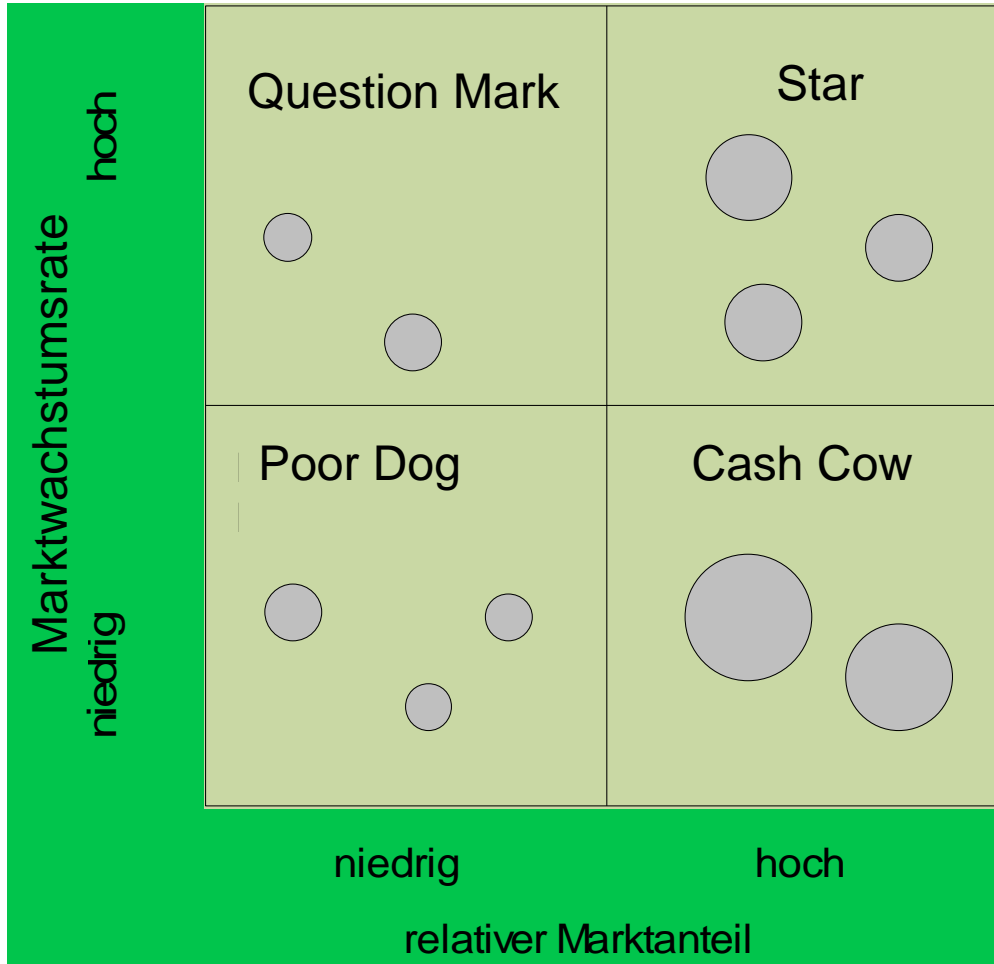 Question Mark
Star
hoch
Marktwachstumsrate
Poor Dog
Cash Cow
niedrig
niedrig
hoch
relativer Marktanteil